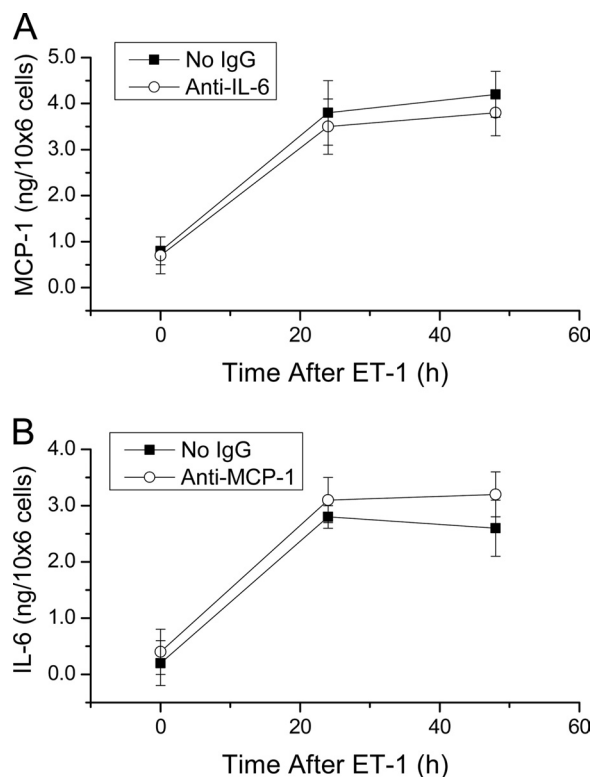 A
No IgG
Anti-IL-6
MCP-1 (ng/10x6 cells)
5.0
4.0
3.0
2.0
1.0
0.0
0
20
40
60
Time After ET-1 (h)
B
No IgG
Anti-MCP-1
IL-6 (ng/10x6 cells)
4.0
3.0
2.0
1.0
0.0
0
20
40
60
Time After ET-1 (h)